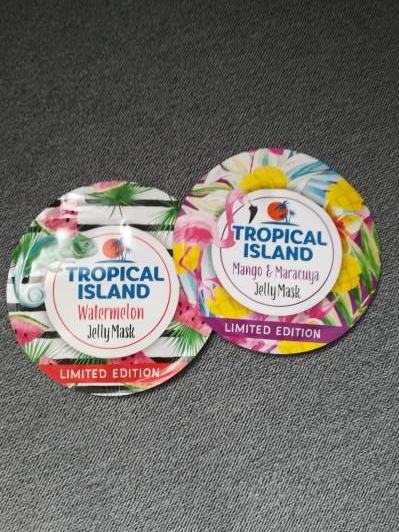 TROPICAL
ISLAND
Watermelon
Jelly Mask
LIMITED EDITION
TROPICAL
ISLAND
Mango & Maracuya
Jelly Mask
LIMITED EDITION